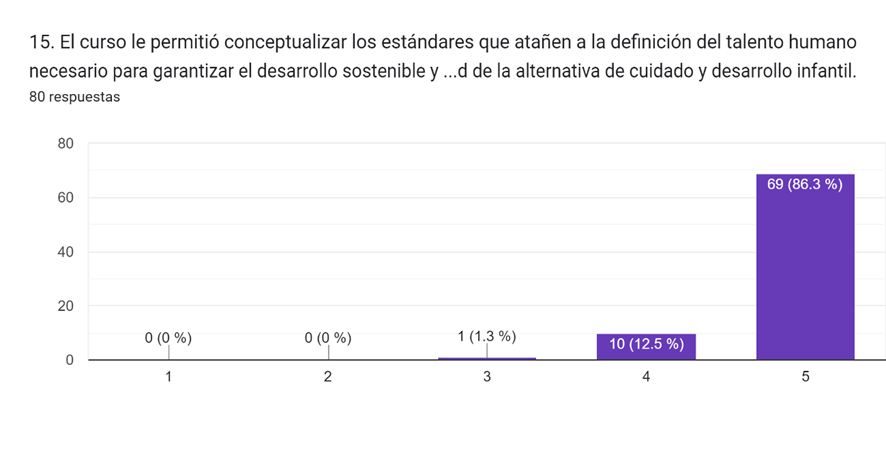 15. El curso le permitió conceptualizar los estándares que atañen a la definición del talento humano
necesario para garantizar el desarrollo sostenible y ...d de la alternativa de cuidado y desarrollo infantil.
80 respuestas
80
60
40
20
0
0 (0 %)
0 (0 %)
1 (1.3 %)
10 (12.5 %)
69 (86.3 %)
1
2
3
4
5